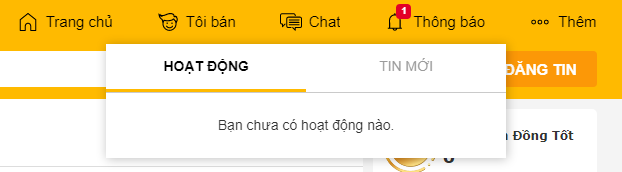 Trang chủ Tôi bán Chat 1 Thông báo Thêm
HOẠT ĐỘNG TIN MỚI
ĐĂNG TIN
Bạn chưa có hoạt động nào.
Đồng Tốt